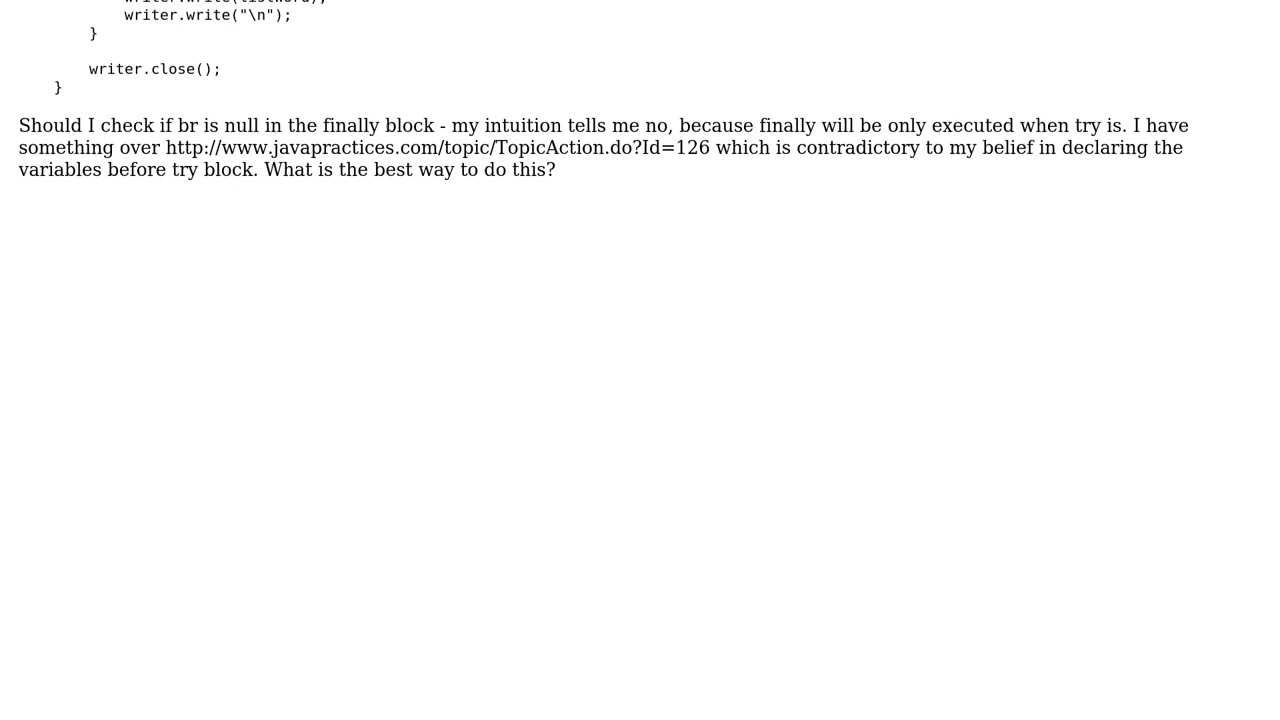 writer.write(listword);
writer.write("\n");
}
writer.close();
}
Should I check if br is null in the finally block - my intuition tells me no, because finally will be only executed when try is. I have
something over http://www.javapractices.com/topic/TopicAction.do?Id=126 which is contradictory to my belief in declaring the
variables before try block. What is the best way to do this?